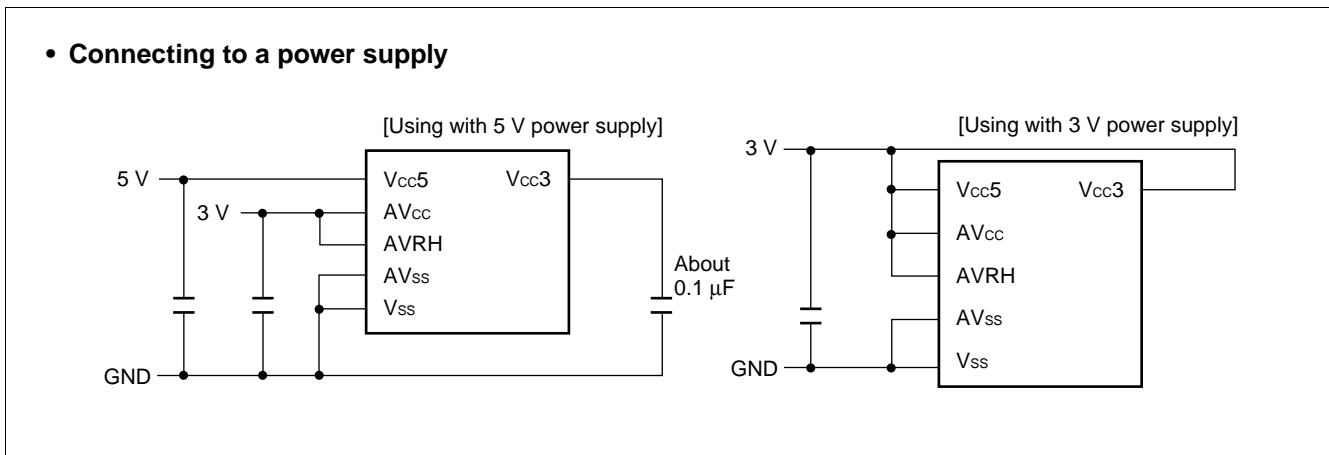 • Connecting to a power supply
[Using with 5 V power supply]
5 V
3 V
VCC5
VCC3
AVCC
AVRH
AVSS
VSS
About
0.1 μF
GND
[Using with 3 V power supply]
3 V
VCC5
VCC3
AVCC
AVRH
AVSS
VSS
GND